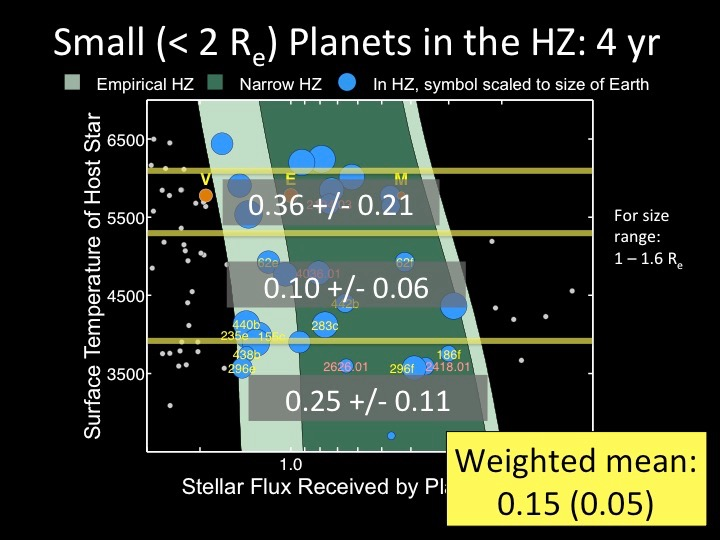 Small (< 2 Re) Planets in the HZ: 4 yr
Empirical HZ Narrow HZ In HZ, symbol scaled to size of Earth
Surface Temperature of Host Star
6500
V E M
0.36 +/- 0.21
5500
For size
range:
1 – 1.6 Re
62e 62f
4036.01
0.10 +/- 0.06
4500
442b
440b 283c
235e 155c
438b 186f
296e 2626.01 296f 2418.01
3500
0.25 +/- 0.11
1.0
Stellar Flux Received by
Weighted mean:
0.15 (0.05)